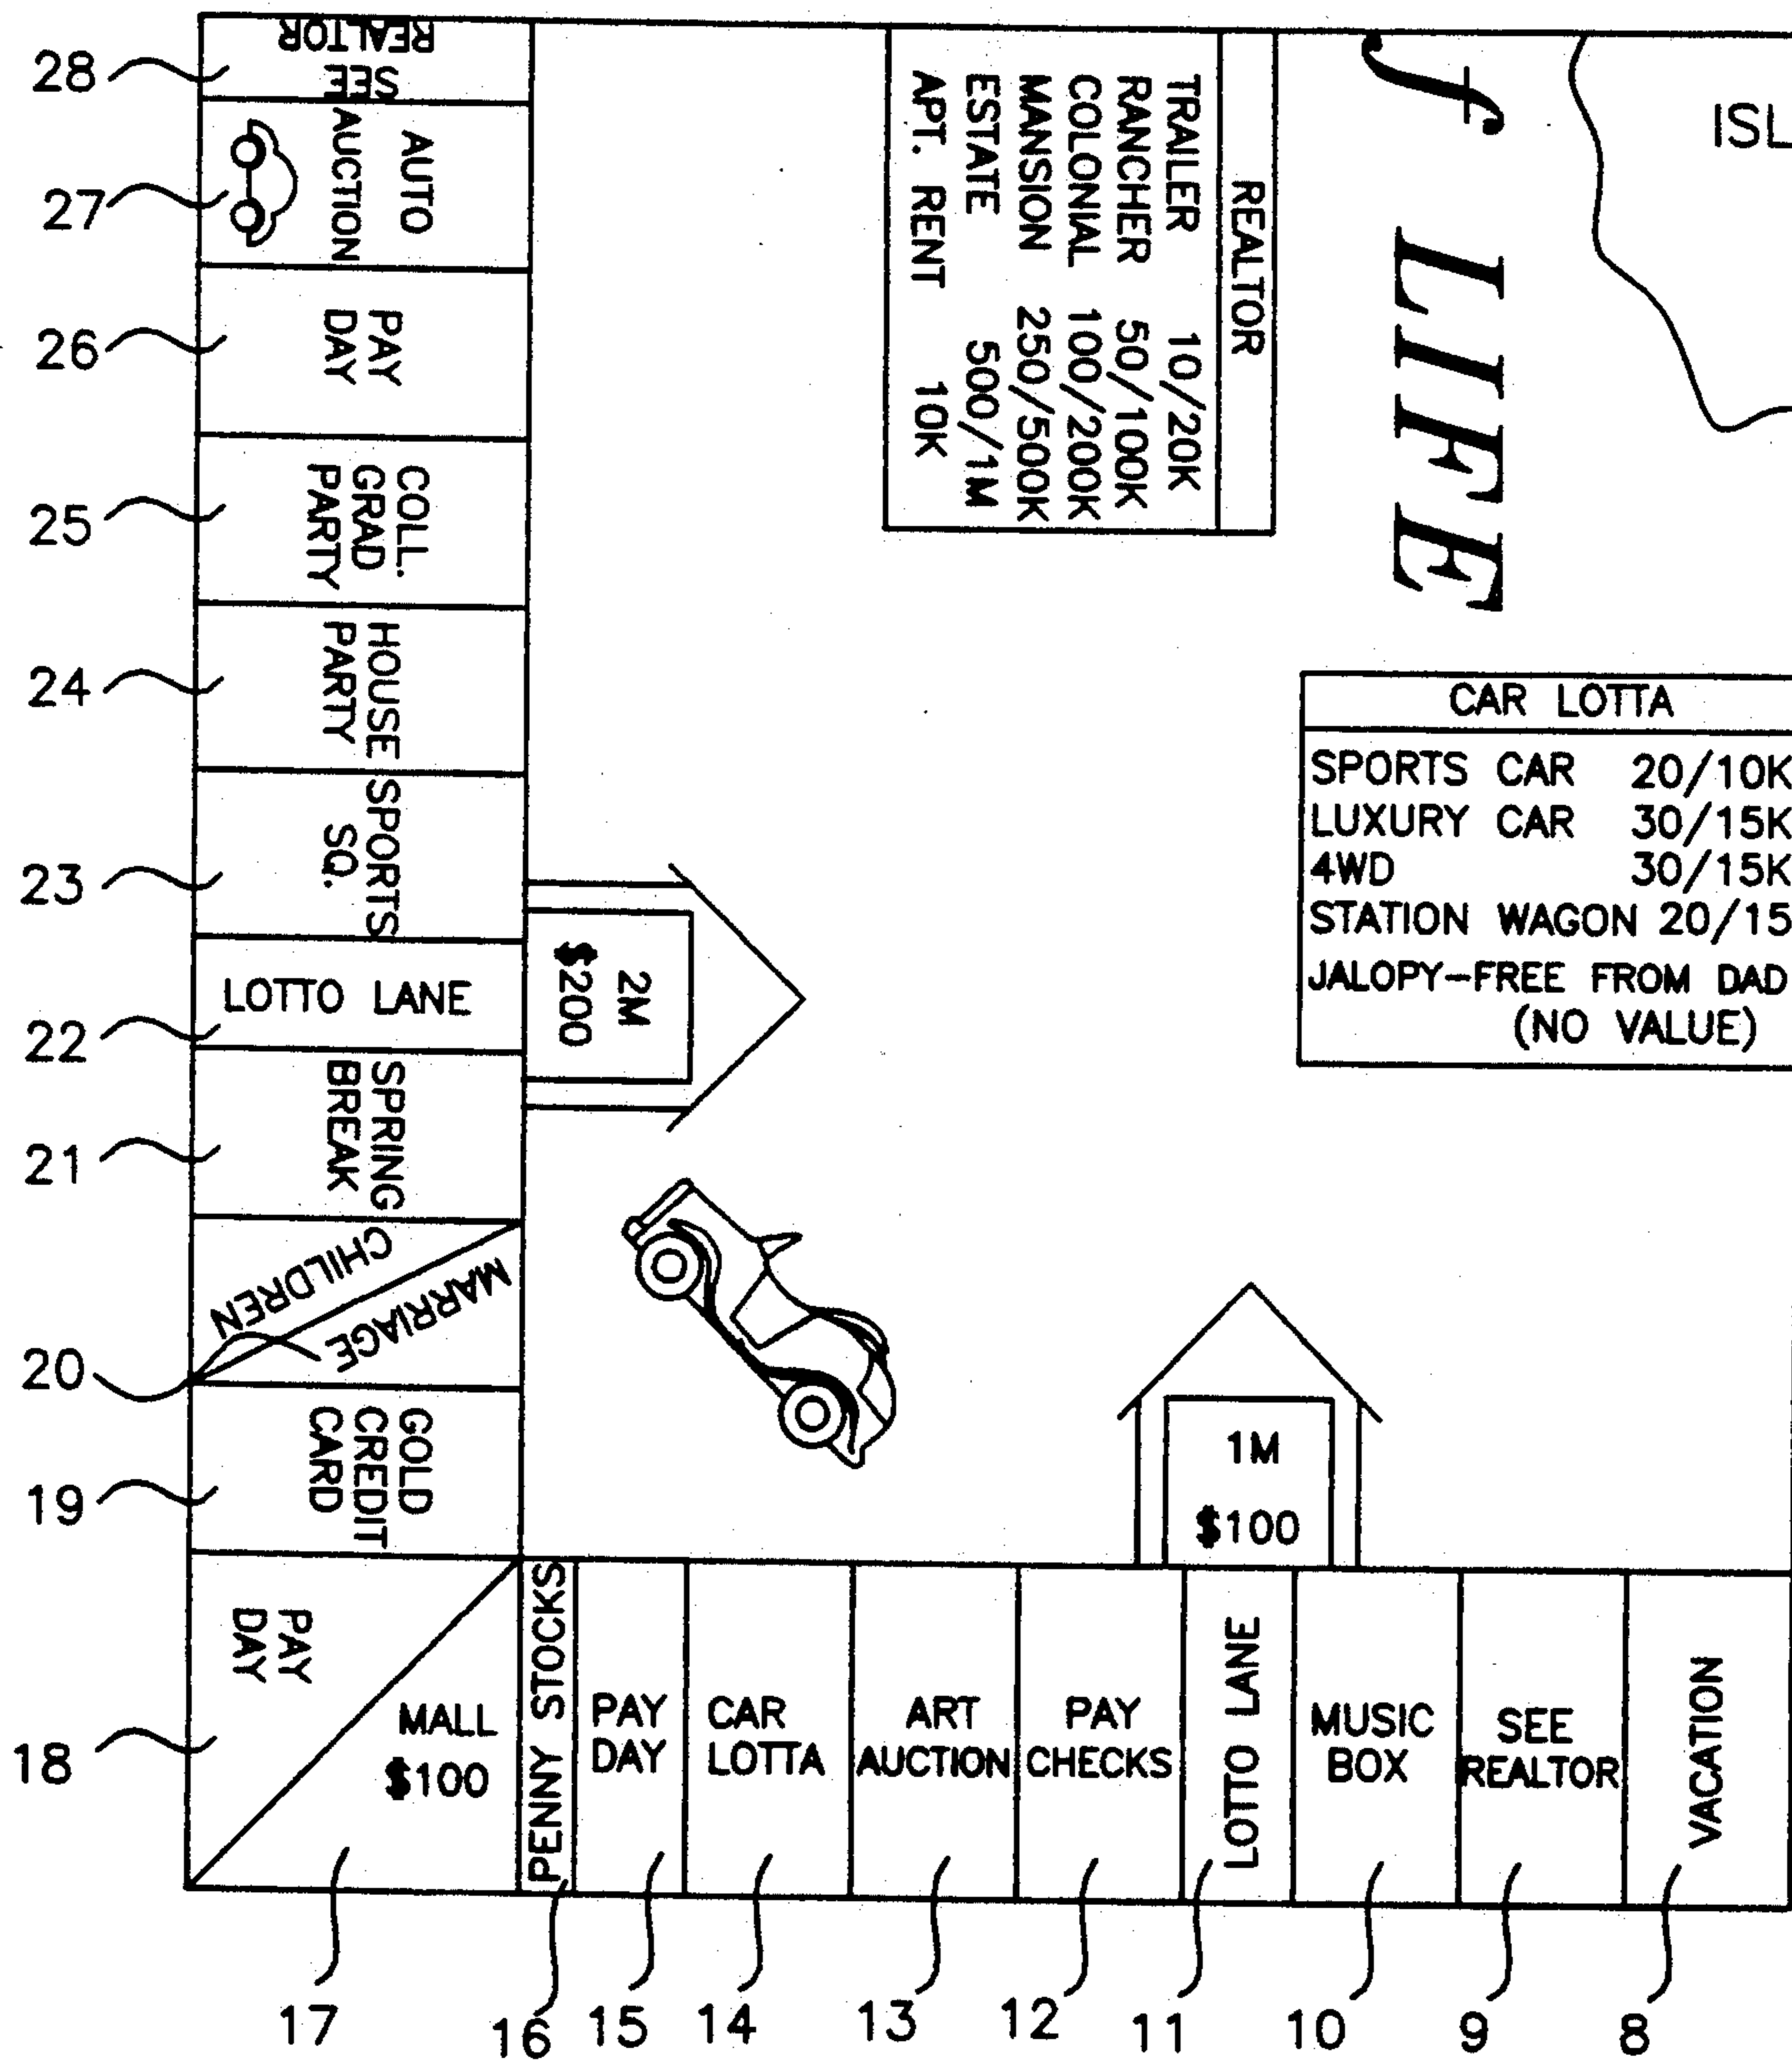 28
SEE
REALTOR
27
AUTO
AUCTION
26
PAY
DAY
25
COLL.
GRAD
PARTY
24
HOUSE
PARTY
23
SPORTS
SQ.
22
LOTTO LANE
2M
$200
21
SPRING
BREAK
20
CHILDREN
MARRIAGE
19
GOLD
CREDIT
CARD
18
PAY
DAY
MALL
$100
PENNY STOCKS
PAY
DAY
CAR
LOTTA
ART
AUCTION
PAY
CHECKS
LOTTO LANE
1M
$100
MUSIC
BOX
SEE
REALTOR
VACATION
17 16 15 14 13 12 11 10 9 8
REALTOR
TRAILER 10/20K
RANCHER 50/100K
COLONIAL 100/200K
MANSION 250/500K
ESTATE 500/1M
APT. RENT 10K
f LIFE
ISL
CAR LOTTA
SPORTS CAR 20/10K
LUXURY CAR 30/15K
4WD 30/15K
STATION WAGON 20/15
JALOPY-FREE FROM DAD
(NO VALUE)